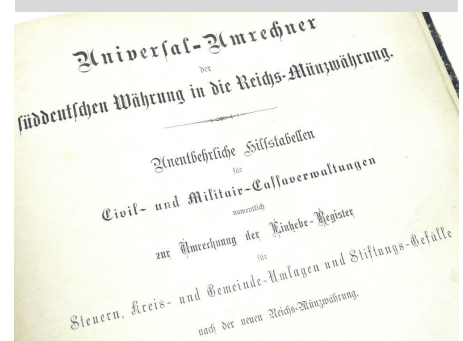 Universal-Umrechner
der
süddeutschen Währung in die Reichs-Münzwährung.
Unentbehrliche Hilfstabellen
für
Civil- und Militair-Cassaverwaltungen
namentlich
zur Umrechnung der Einhebe-Register
für
Steuern, Kreis- und Gemeinde-Umlagen und Stiftungs-Gefälle
nach der neuen Reichs-Münzwährung.